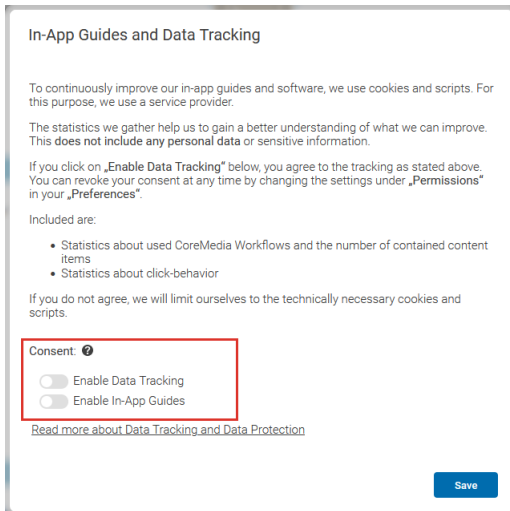 In-App Guides and Data Tracking
To continuously improve our in-app guides and software, we use cookies and scripts. For
this purpose, we use a service provider.
The statistics we gather help us to gain a better understanding of what we can improve.
This does not include any personal data or sensitive information.
If you click on „Enable Data Tracking“ below, you agree to the tracking as stated above.
You can revoke your consent at any time by changing the settings under „Permissions“
in your „Preferences“.
Included are:
• Statistics about used CoreMedia Workflows and the number of contained content
items
• Statistics about click-behavior
If you do not agree, we will limit ourselves to the technically necessary cookies and
scripts.
Consent: ?
Enable Data Tracking
Enable In-App Guides
Read more about Data Tracking and Data Protection
Save